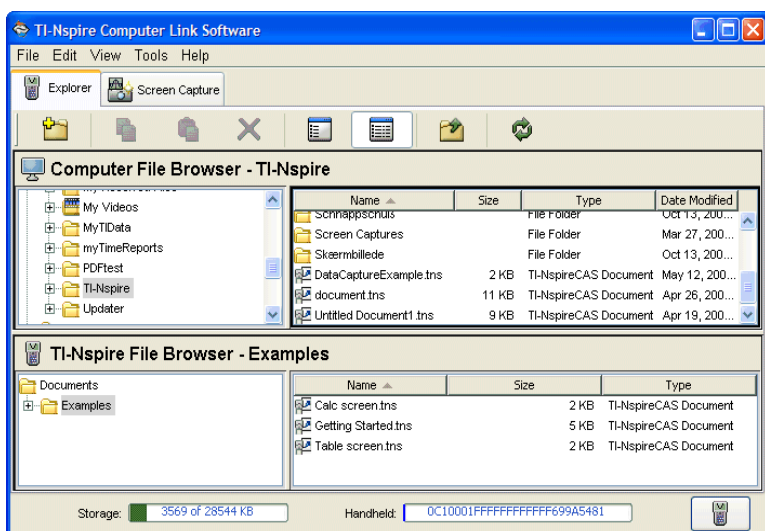 TI-Nspire Computer Link Software
File Edit View Tools Help
Explorer Screen Capture
Computer File Browser - TI-Nspire
My Videos
MyTIData
myTimeReports
PDFtest
TI-Nspire
Updater
Name Size Type Date Modified
Schnappschuß File Folder Oct 13, 200...
Screen Captures File Folder Mar 27, 200...
Skærmbillede File Folder Oct 13, 200...
DataCaptureExample.tns 2 KB TI-NspireCAS Document May 12, 200...
document.tns 11 KB TI-NspireCAS Document Apr 26, 200...
Untitled Document1.tns 9 KB TI-NspireCAS Document Apr 19, 200...
TI-Nspire File Browser - Examples
Documents
Examples
Name Size Type
Calc screen.tns 2 KB TI-NspireCAS Document
Getting Started.tns 5 KB TI-NspireCAS Document
Table screen.tns 2 KB TI-NspireCAS Document
Storage: 3569 of 28544 KB Handheld: 0C10001FFFFFFFFFFFF699A5481